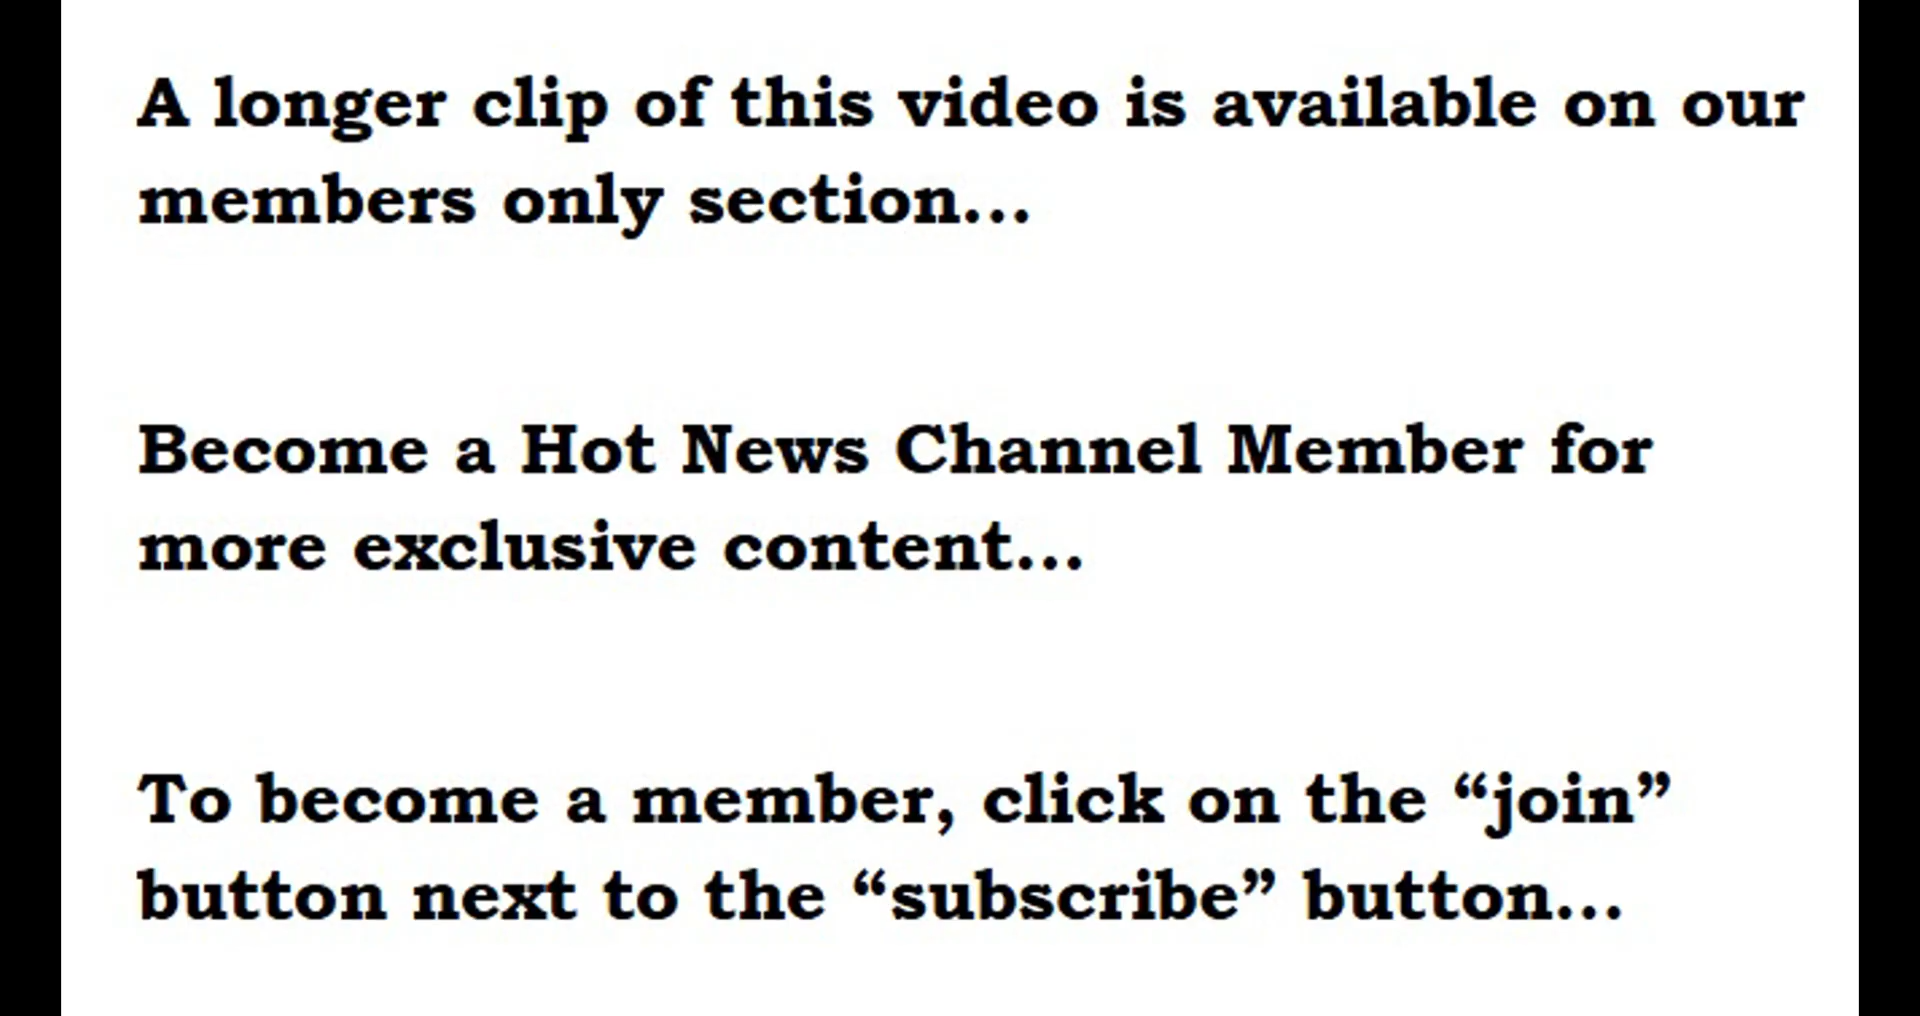 A longer clip of this video is available on our
members only section...
Become a Hot News Channel Member for
more exclusive content...
To become a member, click on the “join”
button next to the “subscribe” button...